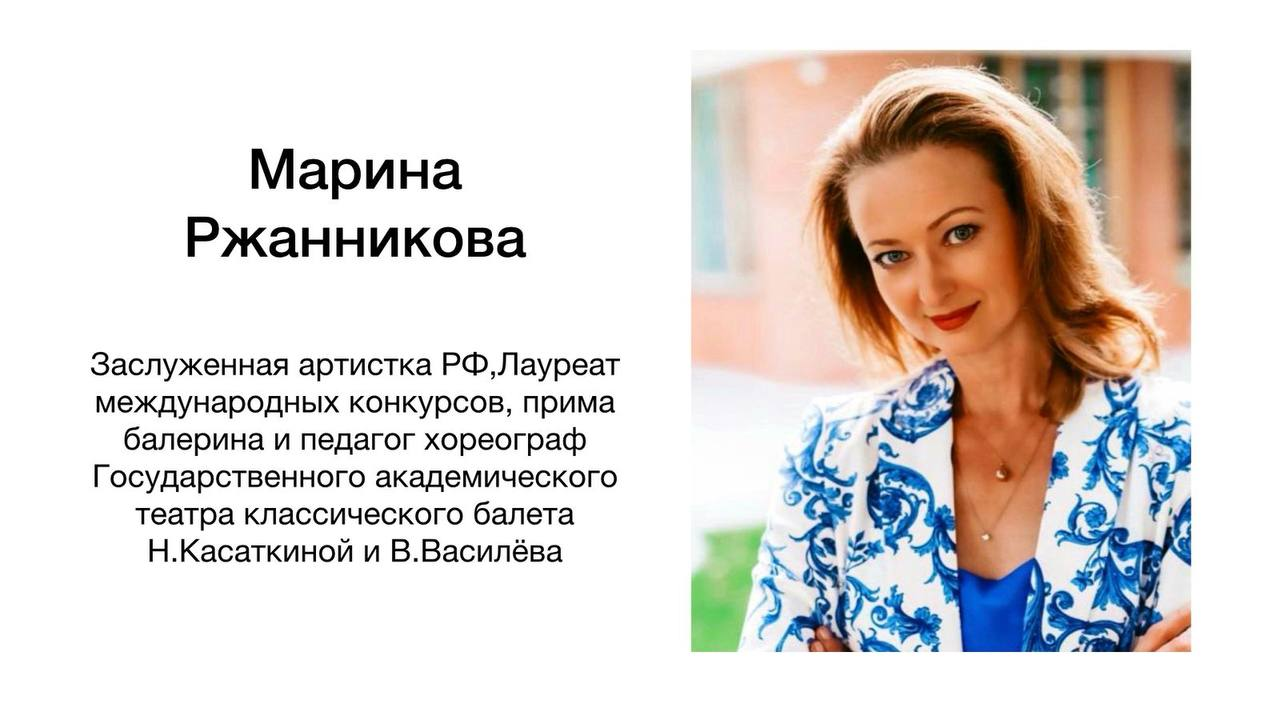 Марина
Ржанникова
Заслуженная артистка РФ,Лауреат
международных конкурсов, прима
балерина и педагог хореограф
Государственного академического
театра классического балета
Н.Касаткиной и В.Василёва